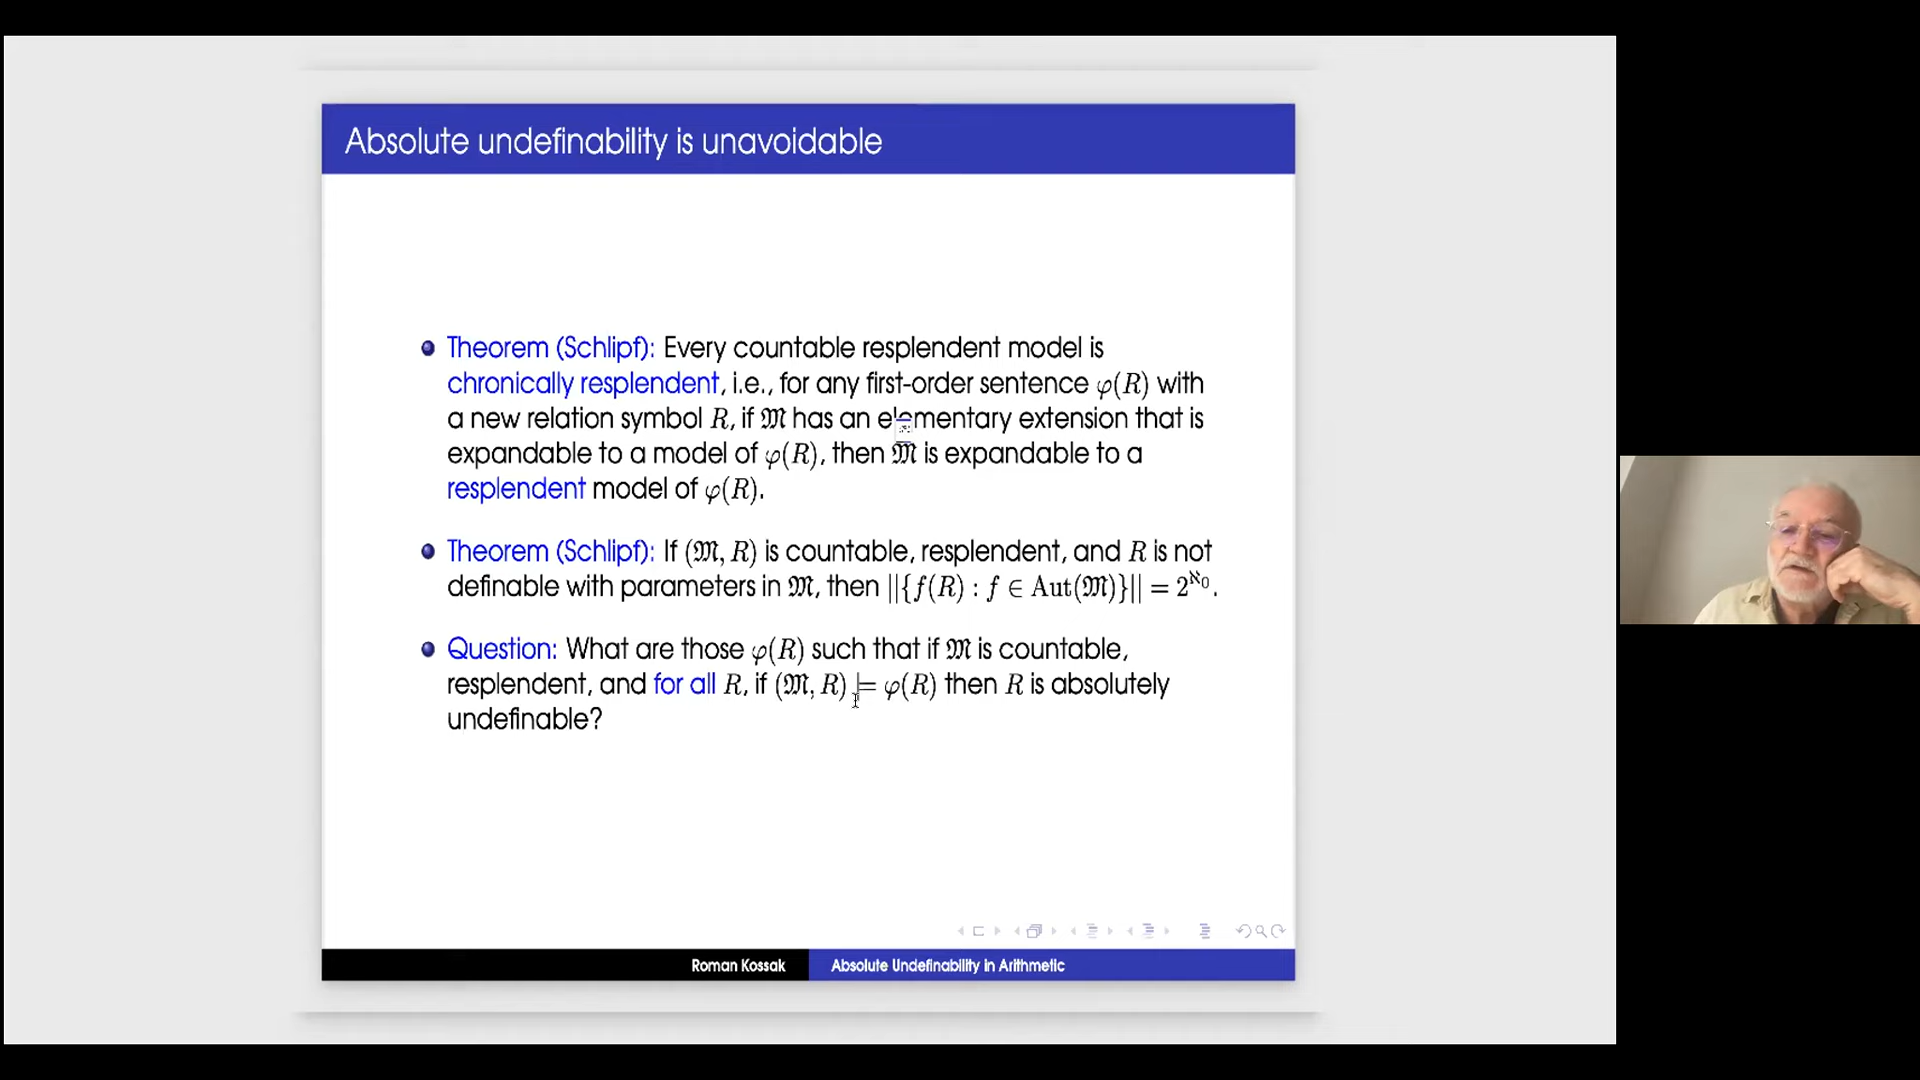 Absolute undefinability is unavoidable
Theorem (Schlipf): Every countable resplendent model is
chronically resplendent, i.e., for any first-order sentence φ(R) with
a new relation symbol R, if 𝔐 has an elementary extension that is
expandable to a model of φ(R), then 𝔐 is expandable to a
resplendent model of φ(R).
Theorem (Schlipf): If (𝔐, R) is countable, resplendent, and R is not
definable with parameters in 𝔐, then ||{f(R) : f ∈ Aut(𝔐)}|| = 2^ℵ₀.
Question: What are those φ(R) such that if 𝔐 is countable,
resplendent, and for all R, if (𝔐, R) ⊨ φ(R) then R is absolutely
undefinable?
Roman Kossak Absolute Undefinability in Arithmetic